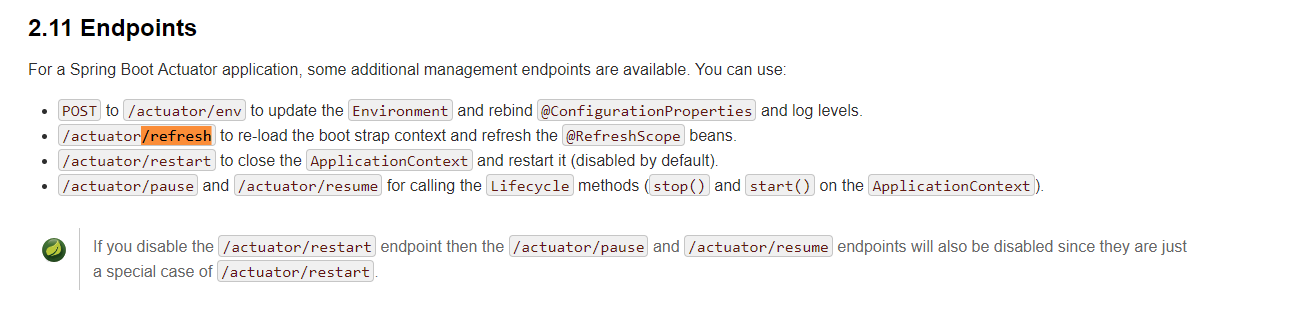 2.11 Endpoints
For a Spring Boot Actuator application, some additional management endpoints are available. You can use:
• POST to /actuator/env to update the Environment and rebind @ConfigurationProperties and log levels.
• /actuator/refresh to re-load the boot strap context and refresh the @RefreshScope beans.
• /actuator/restart to close the ApplicationContext and restart it (disabled by default).
• /actuator/pause and /actuator/resume for calling the Lifecycle methods (stop() and start() on the ApplicationContext).
If you disable the /actuator/restart endpoint then the /actuator/pause and /actuator/resume endpoints will also be disabled since they are just
a special case of /actuator/restart.